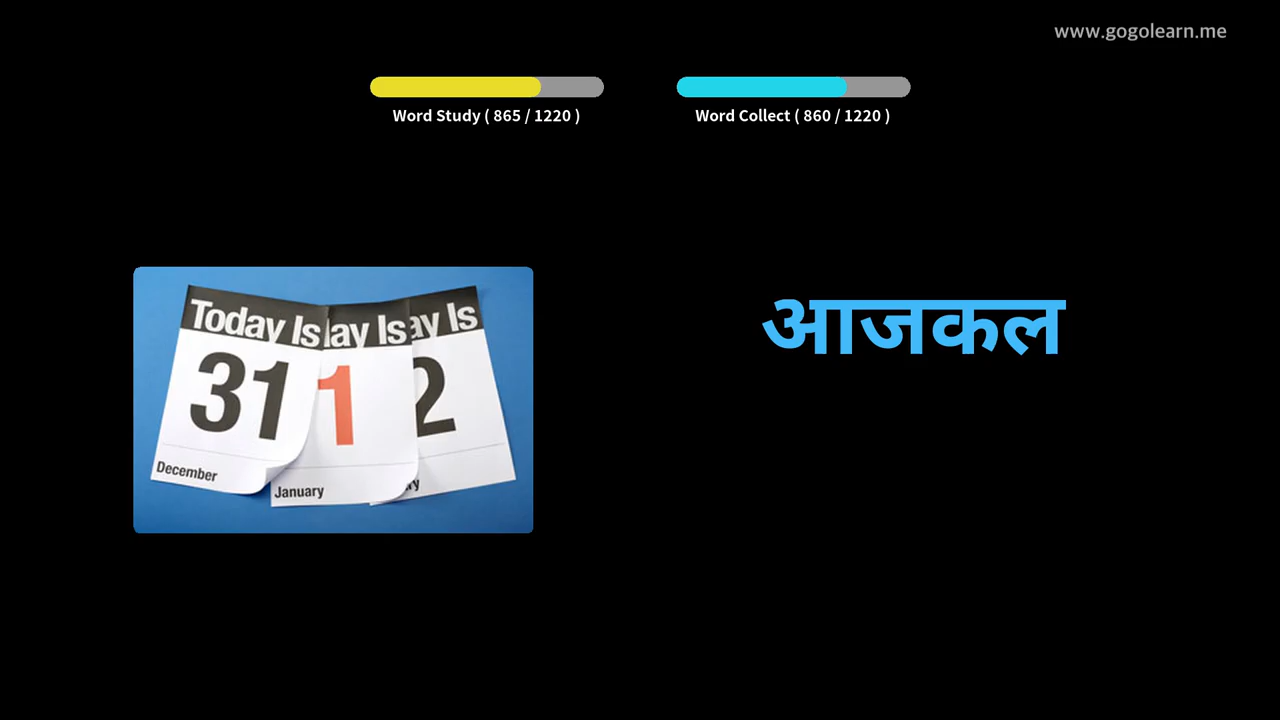 www.gogolearn.me
Word Study ( 865 / 1220 )
Word Collect ( 860 / 1220 )
Today Is
ay Is
ay Is
31
1
2
December
January
ry
आजकल